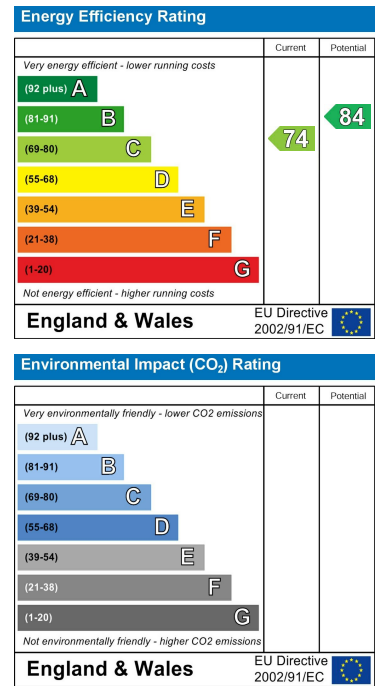 Energy Efficiency Rating
Current Potential
Very energy efficient - lower running costs
(92 plus) A
(81-91) B
(69-80) C
(55-68) D
(39-54) E
(21-38) F
(1-20) G
74
84
Not energy efficient - higher running costs
England & Wales
EU Directive
2002/91/EC
Environmental Impact (CO₂) Rating
Current Potential
Very environmentally friendly - lower CO2 emissions
(92 plus) A
(81-91) B
(69-80) C
(55-68) D
(39-54) E
(21-38) F
(1-20) G
Not environmentally friendly - higher CO2 emissions
England & Wales
EU Directive
2002/91/EC